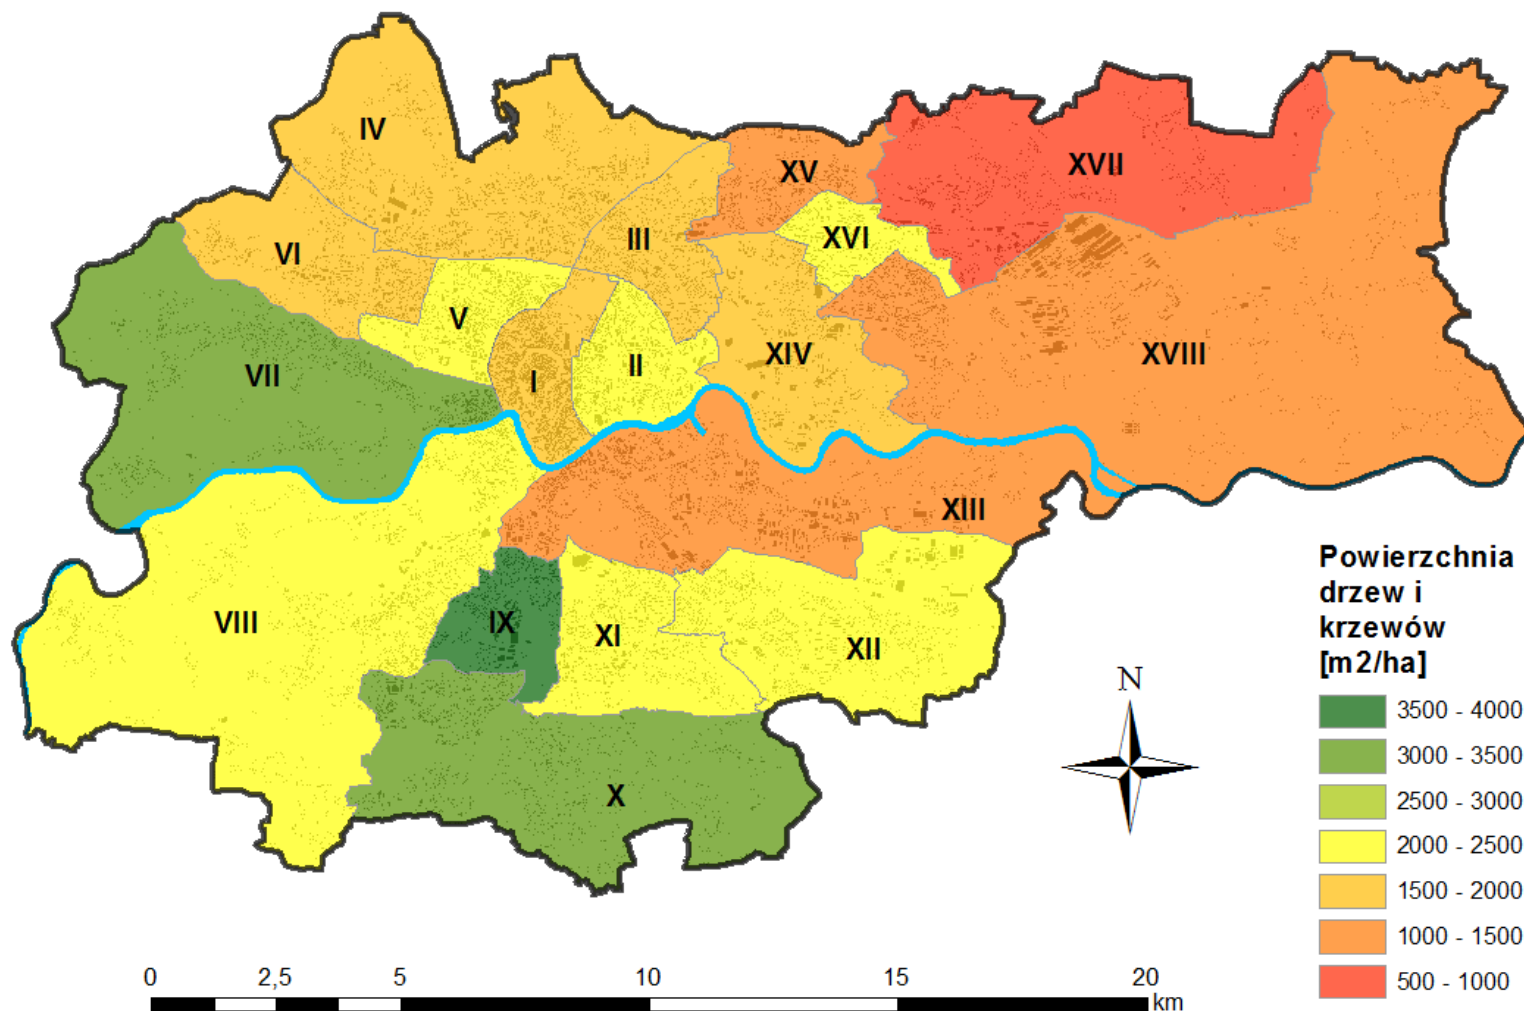 IV
XV
XVII
III
XVI
VI
V
XIV
XVIII
II
VII
I
XIII
VIII
IX
XI
XII
X
Powierzchnia
drzew i
krzewów
[m2/ha]
N
3500 - 4000
3000 - 3500
2500 - 3000
2000 - 2500
1500 - 2000
1000 - 1500
500 - 1000
0 2,5 5 10 15 20
km